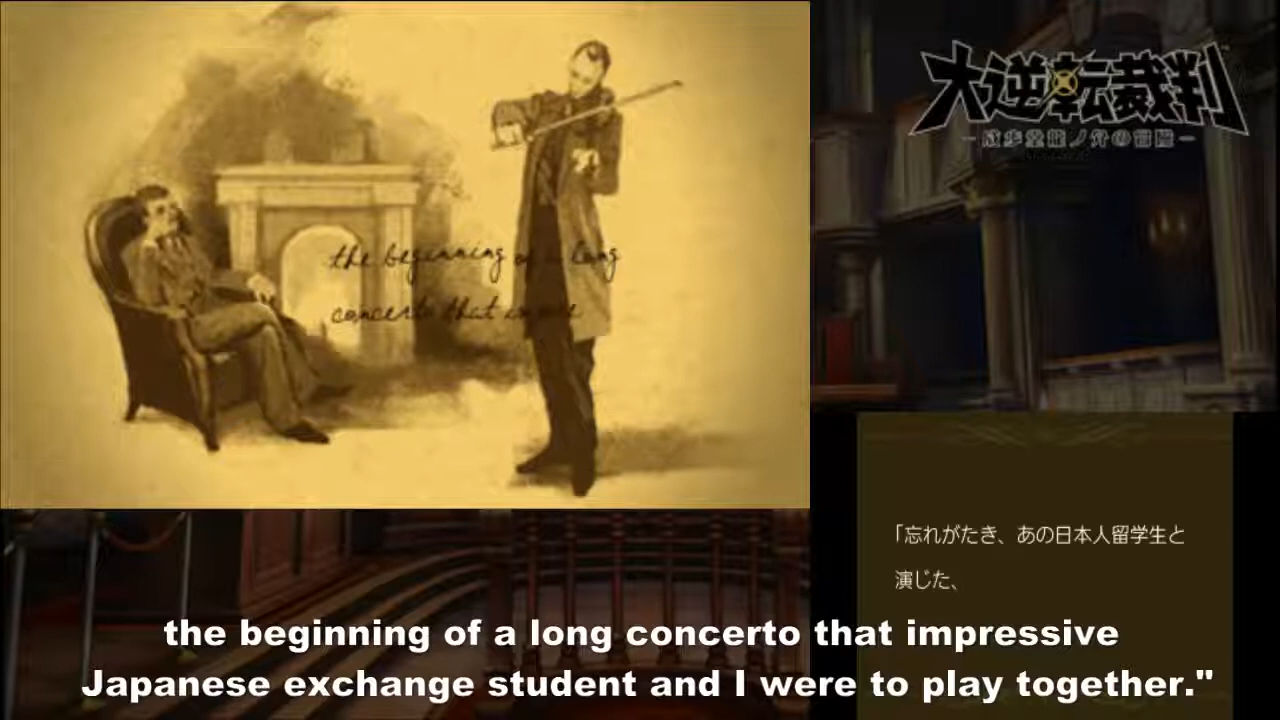 大逆転裁判
－成歩堂龍ノ介の冒險－
the beginning of a long
concerto that
「忘れがたき、あの日本人留学生と
演じた、
the beginning of a long concerto that impressive
Japanese exchange student and I were to play together."